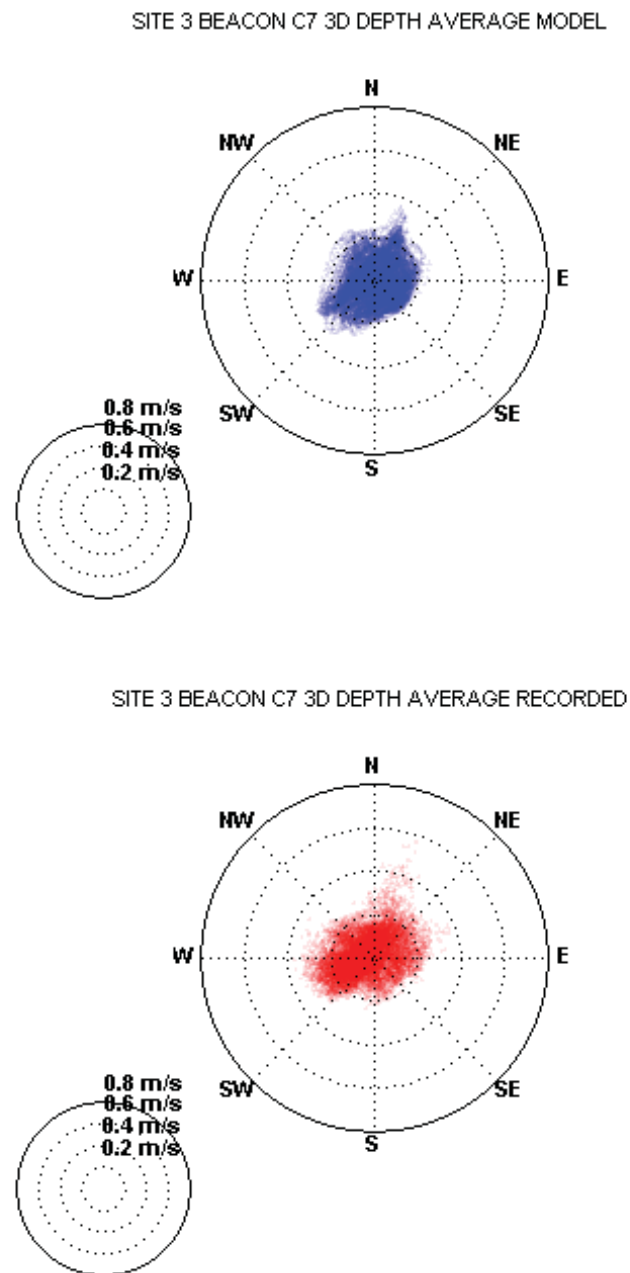 SITE 3 BEACON C7 3D DEPTH AVERAGE MODEL
N
NW NE
W E
SW SE
S
0.8 m/s
0.6 m/s
0.4 m/s
0.2 m/s
SITE 3 BEACON C7 3D DEPTH AVERAGE RECORDED
N
NW NE
W E
SW SE
S
0.8 m/s
0.6 m/s
0.4 m/s
0.2 m/s